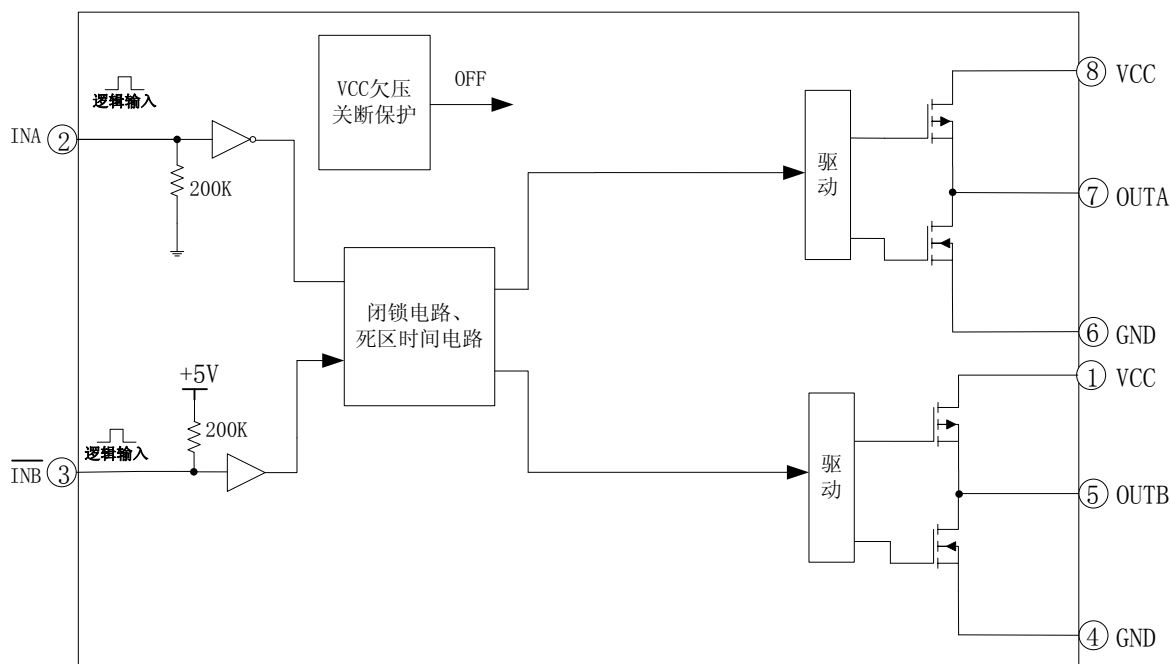 VCC欠压
关断保护
OFF
⑧ VCC
逻辑输入
INA ②
200K
驱动
⑦ OUTA
闭锁电路、
死区时间电路
⑥ GND
① VCC
+5V
200K
逻辑输入
INB ③
驱动
⑤ OUTB
④ GND